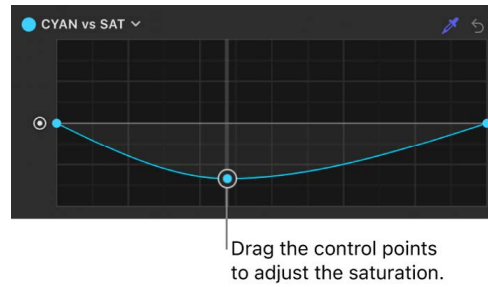 CYAN vs SAT
Drag the control points
to adjust the saturation.